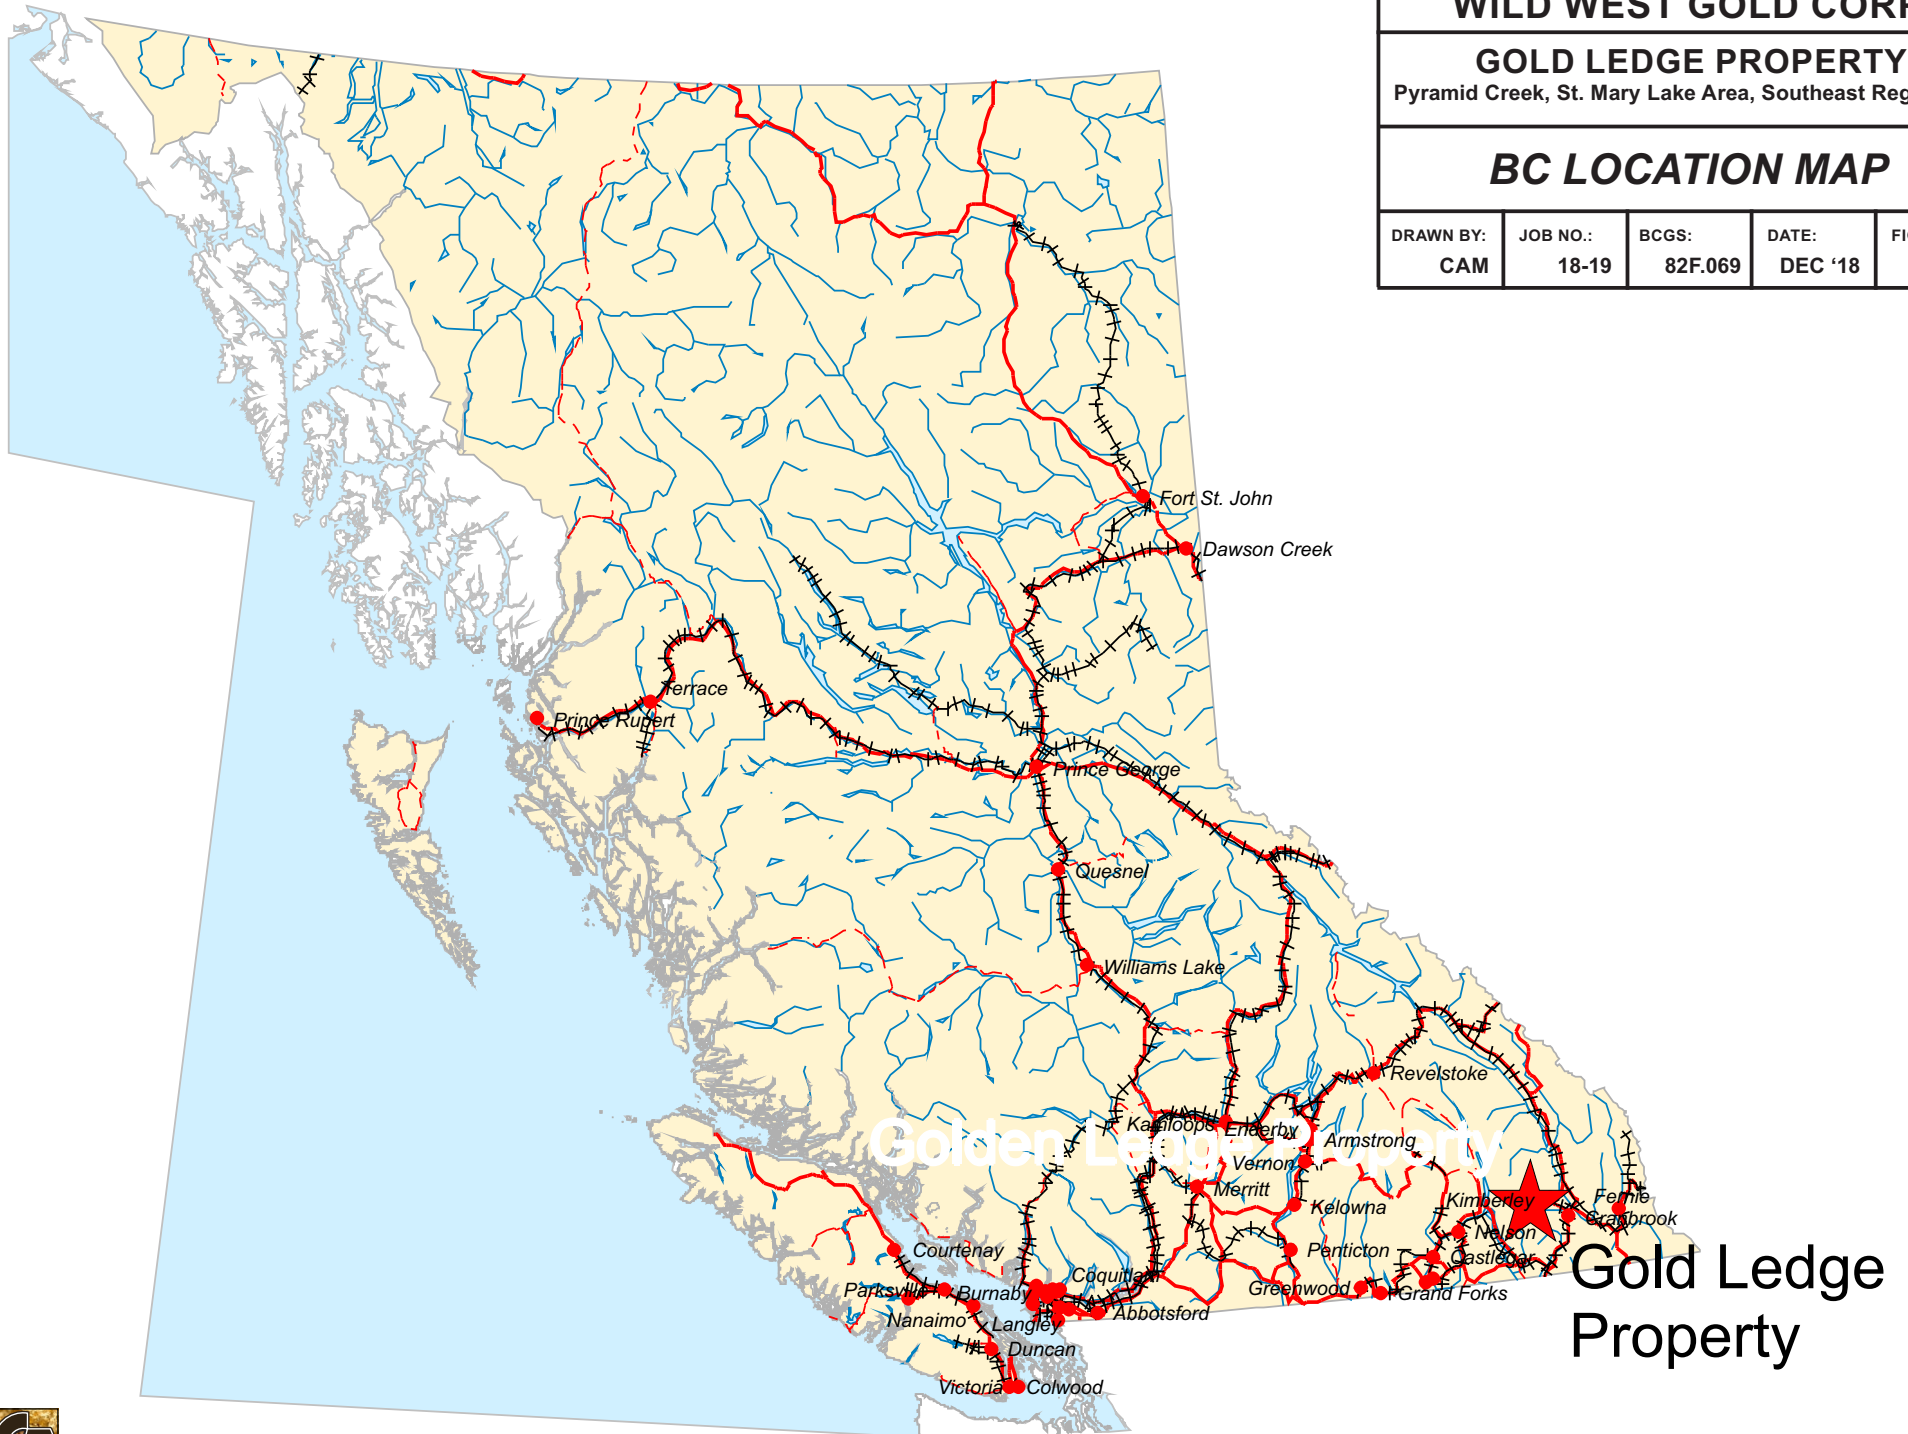 WILD WEST GOLD CORP
GOLD LEDGE PROPERTY
Pyramid Creek, St. Mary Lake Area, Southeast Reg
BC LOCATION MAP
DRAWN BY:
CAM
JOB NO.:
18-19
BCGS:
82F.069
DATE:
DEC ‘18
FI
Fort St. John
Dawson Creek
Terrace
Prince Rupert
Prince George
Quesnel
Williams Lake
Revelstoke
Kamloops
Enderby
Armstrong
Golden Ledge Property
Vernon
Merritt
Kelowna
Kimberley
Fernie
Cranbrook
Nelson
Penticton
Castlegar
Courtenay
Coquitlam
Greenwood
Grand Forks
Parksville
Burnaby
Abbotsford
Nanaimo
Langley
Duncan
Victoria
Colwood
Gold Ledge
Property